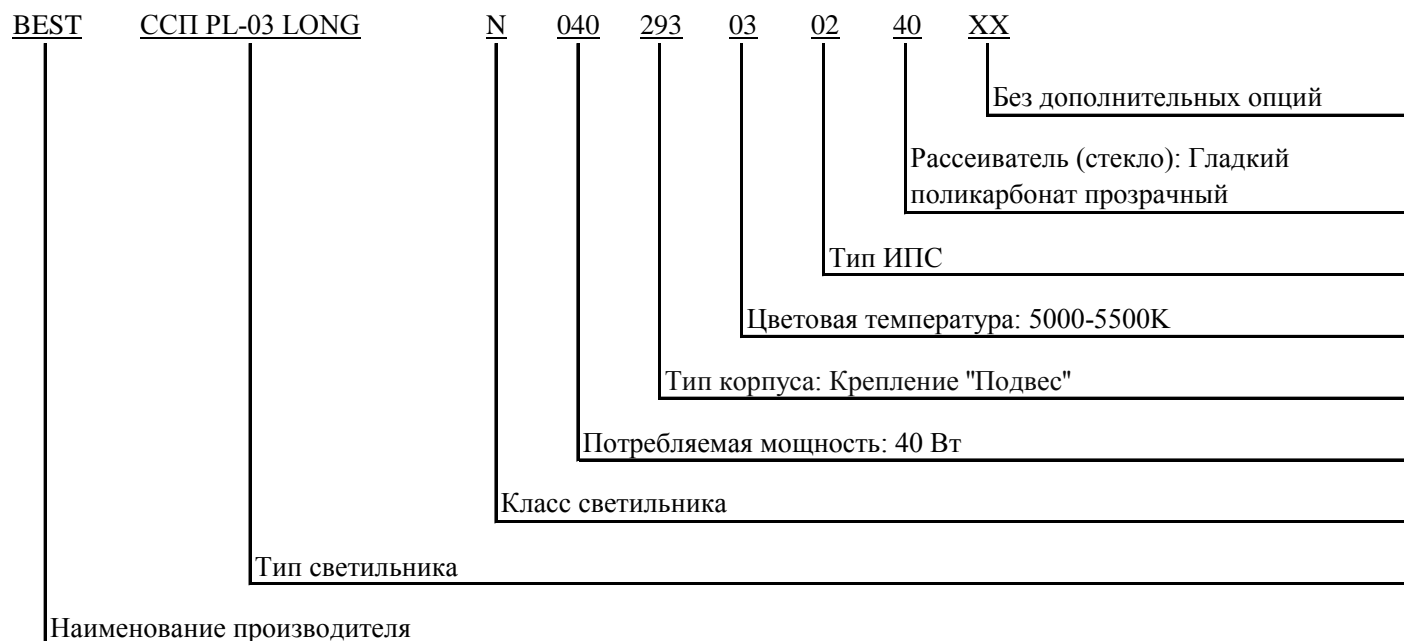 BEST ССП PL-03 LONG N 040 293 03 02 40 XX
Без дополнительных опций
Рассеиватель (стекло): Гладкий
поликарбонат прозрачный
Тип ИПС
Цветовая температура: 5000-5500K
Тип корпуса: Крепление "Подвес"
Потребляемая мощность: 40 Вт
Класс светильника
Тип светильника
Наименование производителя